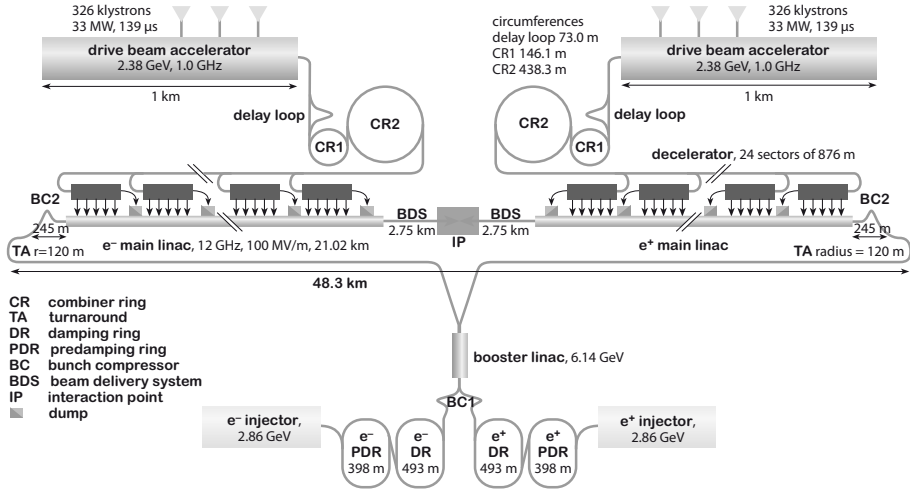 326 klystrons
33 MW, 139 μs
drive beam accelerator
2.38 GeV, 1.0 GHz
1 km
delay loop
CR1
CR2
circumferences
delay loop 73.0 m
CR1 146.1 m
CR2 438.3 m
326 klystrons
33 MW, 139 μs
drive beam accelerator
2.38 GeV, 1.0 GHz
1 km
delay loop
CR2
CR1
decelerator, 24 sectors of 876 m
BC2
245 m
TA r=120 m
e– main linac, 12 GHz, 100 MV/m, 21.02 km
BDS
2.75 km
IP
BDS
2.75 km
e+ main linac
BC2
245 m
TA radius = 120 m
48.3 km
CR combiner ring
TA turnaround
DR damping ring
PDR predamping ring
BC bunch compressor
BDS beam delivery system
IP interaction point
dump
booster linac, 6.14 GeV
BC1
e– injector,
2.86 GeV
e–
PDR
398 m
e–
DR
493 m
e+
DR
493 m
e+
PDR
398 m
e+ injector,
2.86 GeV